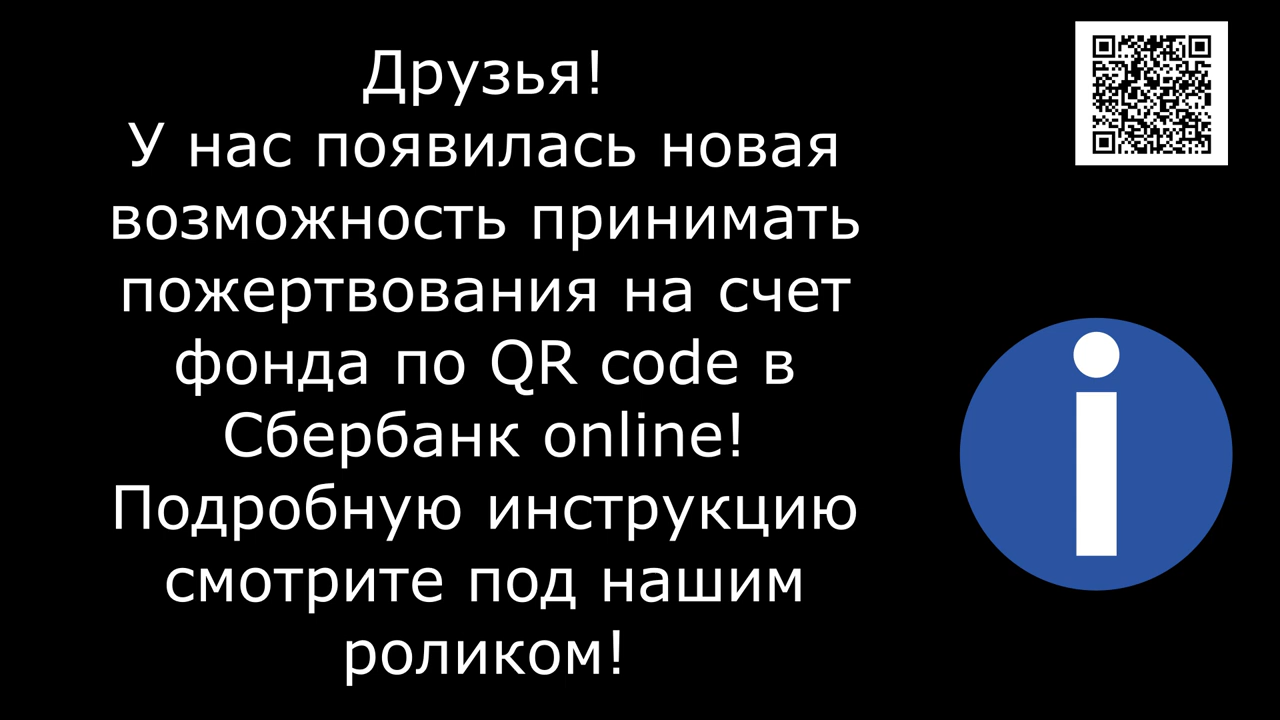 Друзья!
У нас появилась новая
возможность принимать
пожертвования на счет
фонда по QR code в
Сбербанк online!
Подробную инструкцию
смотрите под нашим
роликом!